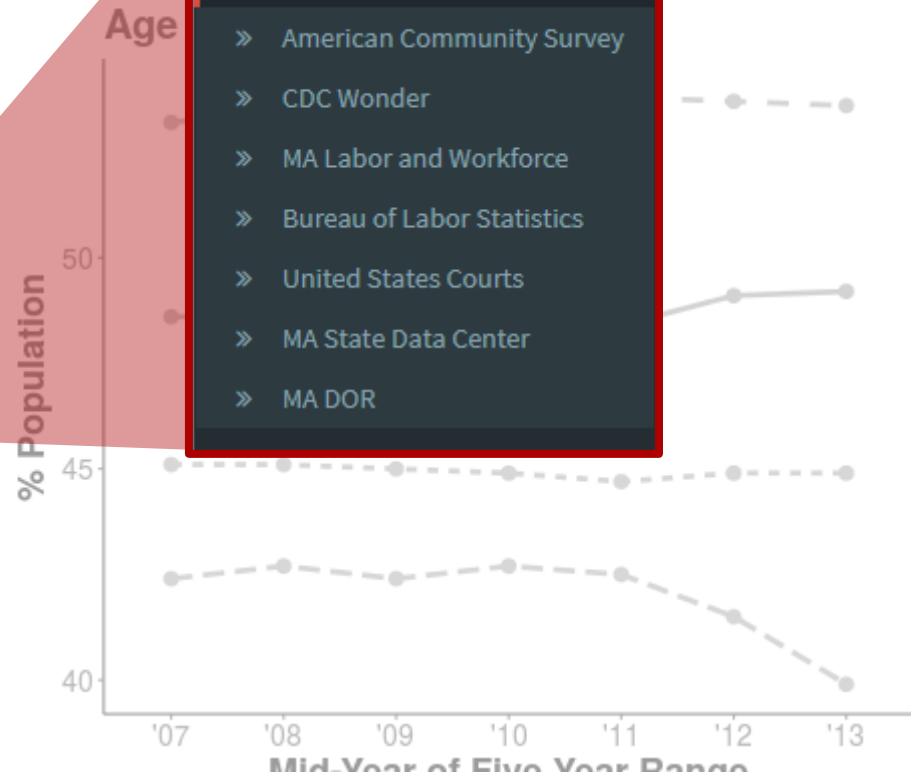 Age
American Community Survey
CDC Wonder
MA Labor and Workforce
Bureau of Labor Statistics
United States Courts
MA State Data Center
MA DOR
% Population
50
45
40
'07 '08 '09 '10 '11 '12 '13
Mid-Year of Five Year Range